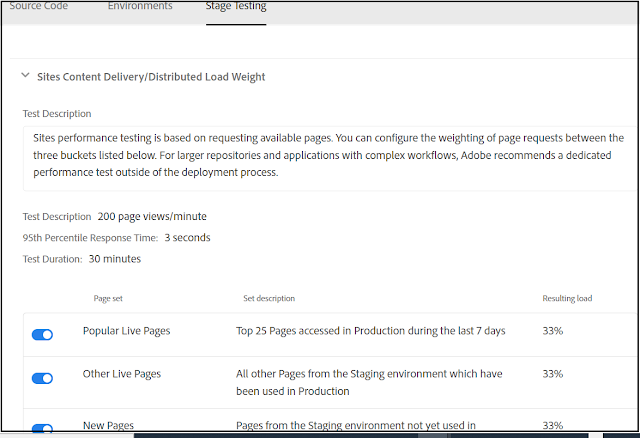 Source Code Environments Stage Testing
Sites Content Delivery/Distributed Load Weight
Test Description
Sites performance testing is based on requesting available pages. You can configure the weighting of page requests between the
three buckets listed below. For larger repositories and applications with complex workflows, Adobe recommends a dedicated
performance test outside of the deployment process.
Test Description 200 page views/minute
95th Percentile Response Time: 3 seconds
Test Duration: 30 minutes
Page set Set description Resulting load
Popular Live Pages Top 25 Pages accessed in Production during the last 7 days 33%
Other Live Pages All other Pages from the Staging environment which have 33%
been used in Production
New Pages Pages from the Staging environment not yet used in 33%